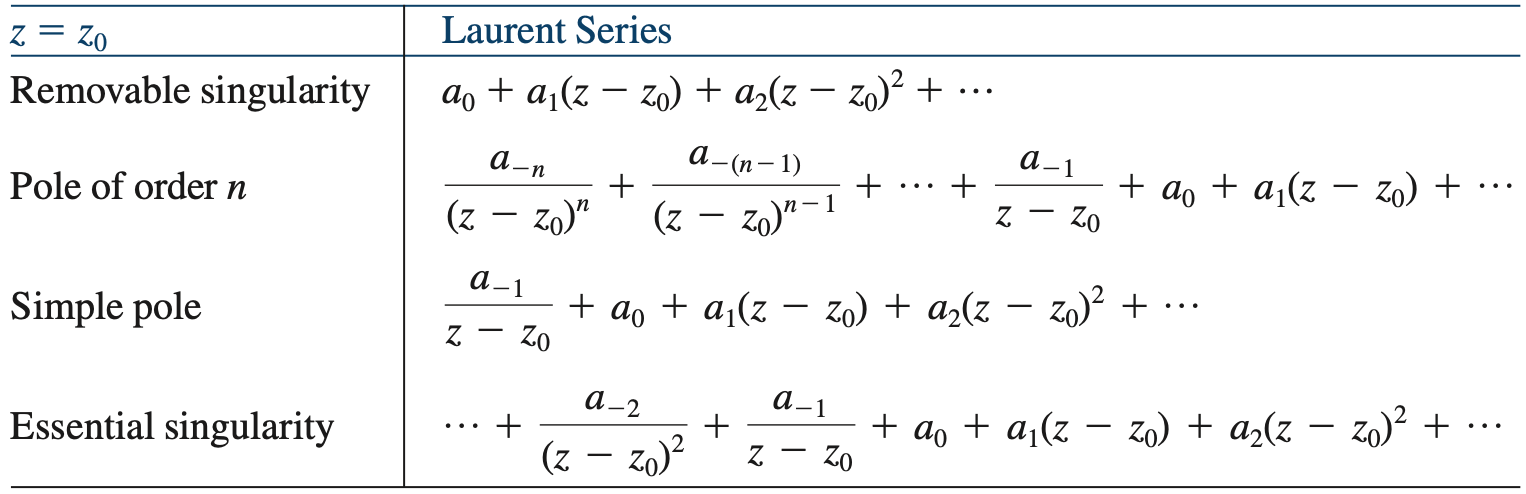 z = z₀ Laurent Series
Removable singularity a₀ + a₁(z − z₀) + a₂(z − z₀)² + ⋯
Pole of order n a₋ₙ/(z − z₀)ⁿ + a₋₍ₙ₋₁₎/(z − z₀)ⁿ⁻¹ + ⋯ + a₋₁/(z − z₀) + a₀ + a₁(z − z₀) + ⋯
Simple pole a₋₁/(z − z₀) + a₀ + a₁(z − z₀) + a₂(z − z₀)² + ⋯
Essential singularity ⋯ + a₋₂/(z − z₀)² + a₋₁/(z − z₀) + a₀ + a₁(z − z₀) + a₂(z − z₀)² + ⋯